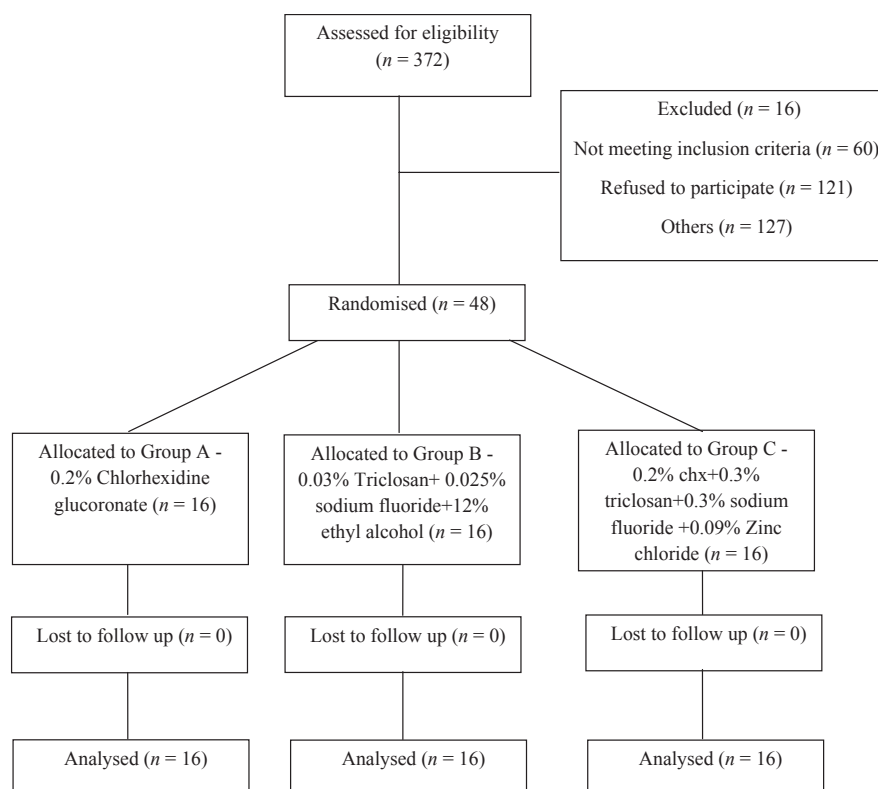 Assessed for eligibility
(n = 372)
Excluded (n = 16)
Not meeting inclusion criteria (n = 60)
Refused to participate (n = 121)
Others (n = 127)
Randomised (n = 48)
Allocated to Group A -
0.2% Chlorhexidine
glucoronate (n = 16)
Allocated to Group B -
0.03% Triclosan+ 0.025%
sodium fluoride+12%
ethyl alcohol (n = 16)
Allocated to Group C -
0.2% chx+0.3%
triclosan+0.3% sodium
fluoride +0.09% Zinc
chloride (n = 16)
Lost to follow up (n = 0)
Lost to follow up (n = 0)
Lost to follow up (n = 0)
Analysed (n = 16)
Analysed (n = 16)
Analysed (n = 16)